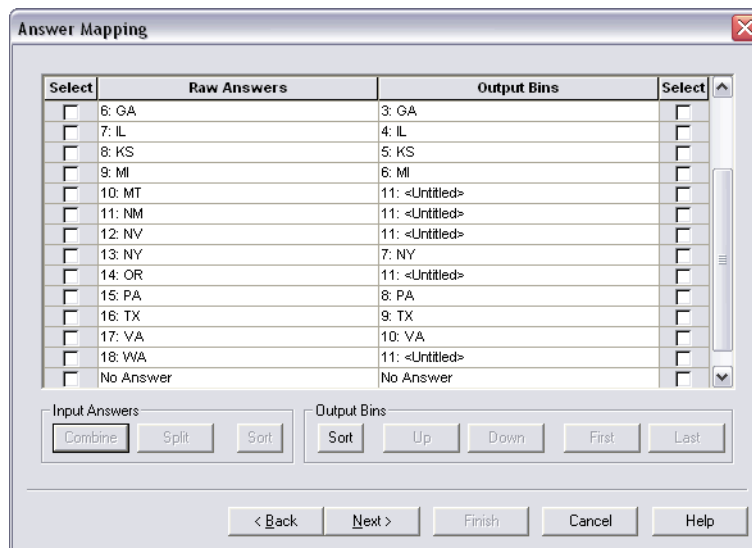 Answer Mapping
Select Raw Answers Output Bins Select
6: GA 3: GA
7: IL 4: IL
8: KS 5: KS
9: MI 6: MI
10: MT 11: <Untitled>
11: NM 11: <Untitled>
12: NV 11: <Untitled>
13: NY 7: NY
14: OR 11: <Untitled>
15: PA 8: PA
16: TX 9: TX
17: VA 10: VA
18: WA 11: <Untitled>
No Answer No Answer
Input Answers Output Bins
Combine Split Sort Sort Up Down First Last
< Back Next > Finish Cancel Help